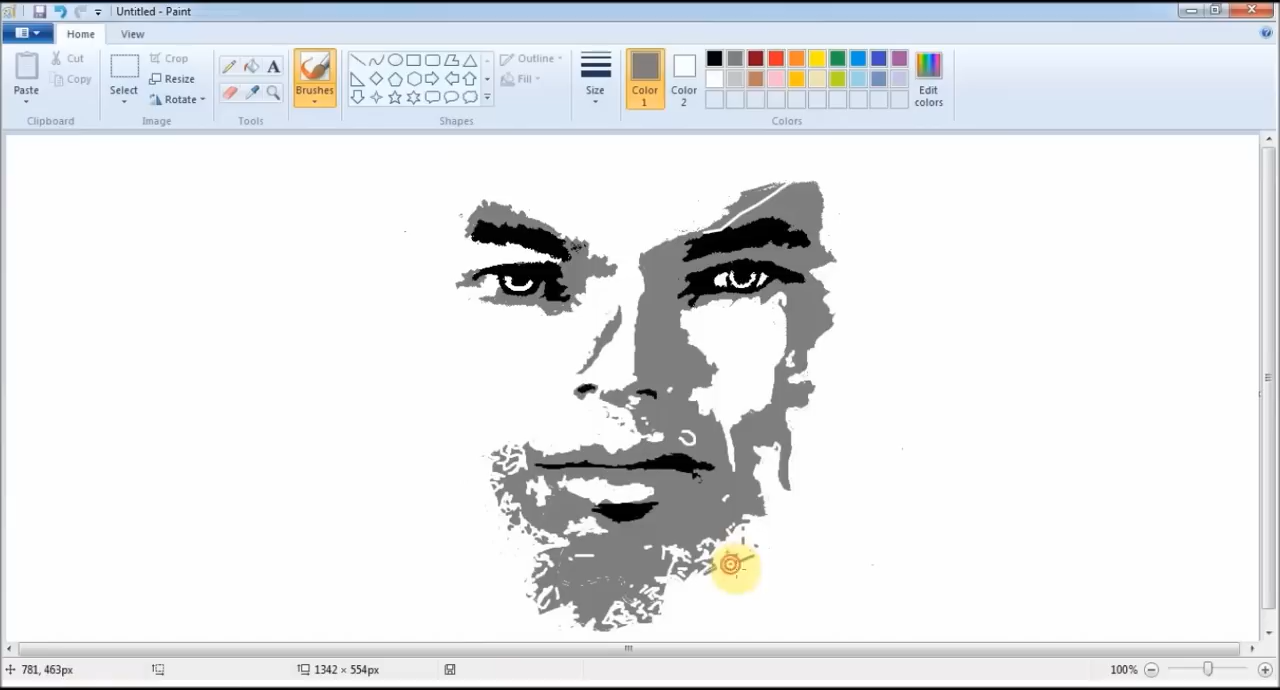 Untitled - Paint
Home
View
Paste
Cut
Copy
Clipboard
Select
Crop
Resize
Rotate
Image
A
Tools
Brushes
Outline
Fill
Shapes
Size
Color
1
Color
2
Edit
colors
Colors
781, 463px
1342 × 554px
100%